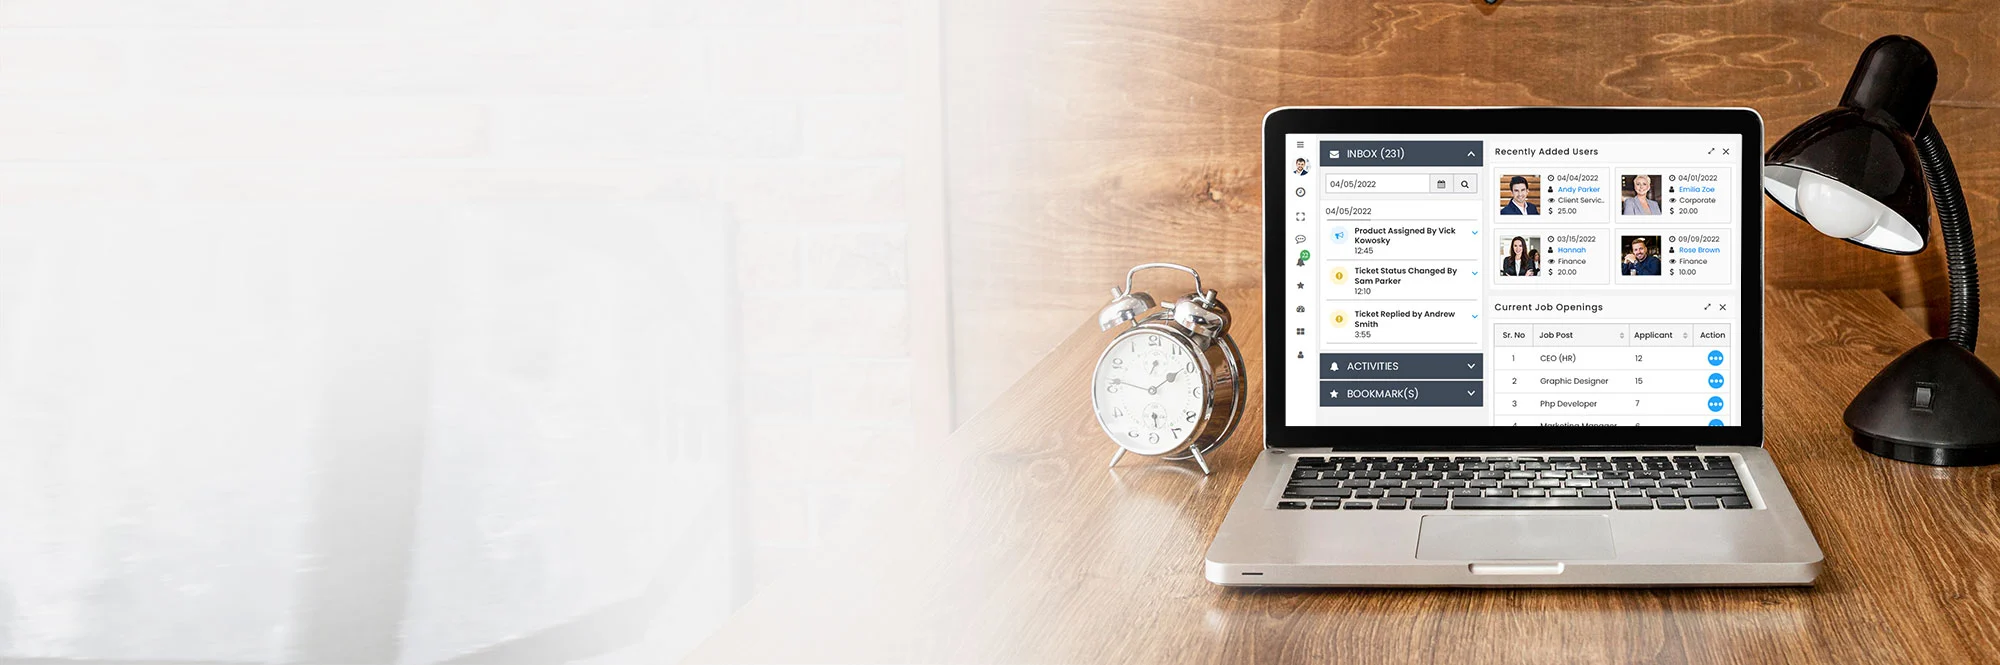 INBOX (231)
04/05/2022
04/05/2022
Product Assigned By Vick
Kowosky
12:45
Ticket Status Changed By
Sam Parker
12:10
Ticket Replied by Andrew
Smith
3:55
ACTIVITIES
BOOKMARK(S)
Recently Added Users
04/04/2022
Andy Parker
Client Servic..
$ 25.00
04/01/2022
Emilia Zoe
Corporate
$ 20.00
03/15/2022
Hannah
Finance
$ 20.00
09/09/2022
Rose Brown
Finance
$ 10.00
Current Job Openings
Sr. No Job Post Applicant Action
1 CEO (HR) 12
2 Graphic Designer 15
3 Php Developer 7
Marketing Manager